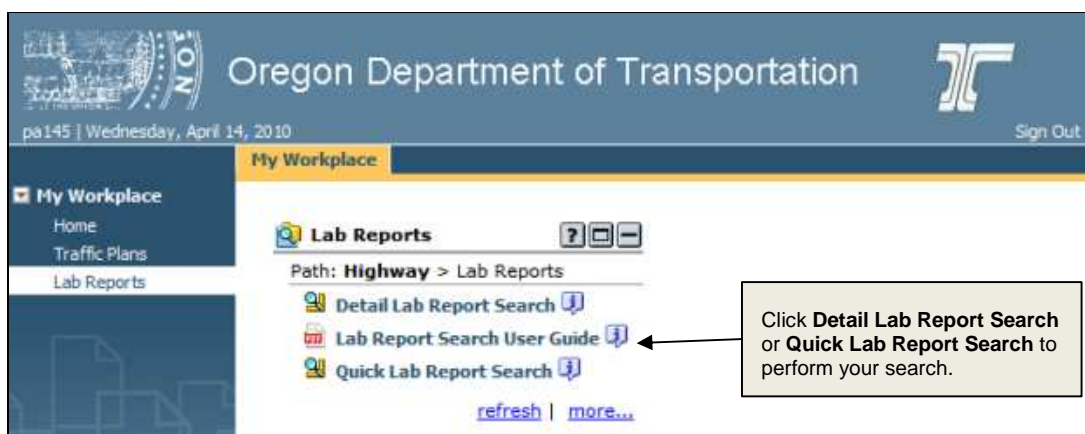 Oregon Department of Transportation
pa145 | Wednesday, April 14, 2010
Sign Out
My Workplace
My Workplace
Home
Traffic Plans
Lab Reports
Lab Reports
Path: Highway > Lab Reports
Detail Lab Report Search
Lab Report Search User Guide
Quick Lab Report Search
refresh | more...
Click Detail Lab Report Search
or Quick Lab Report Search to
perform your search.